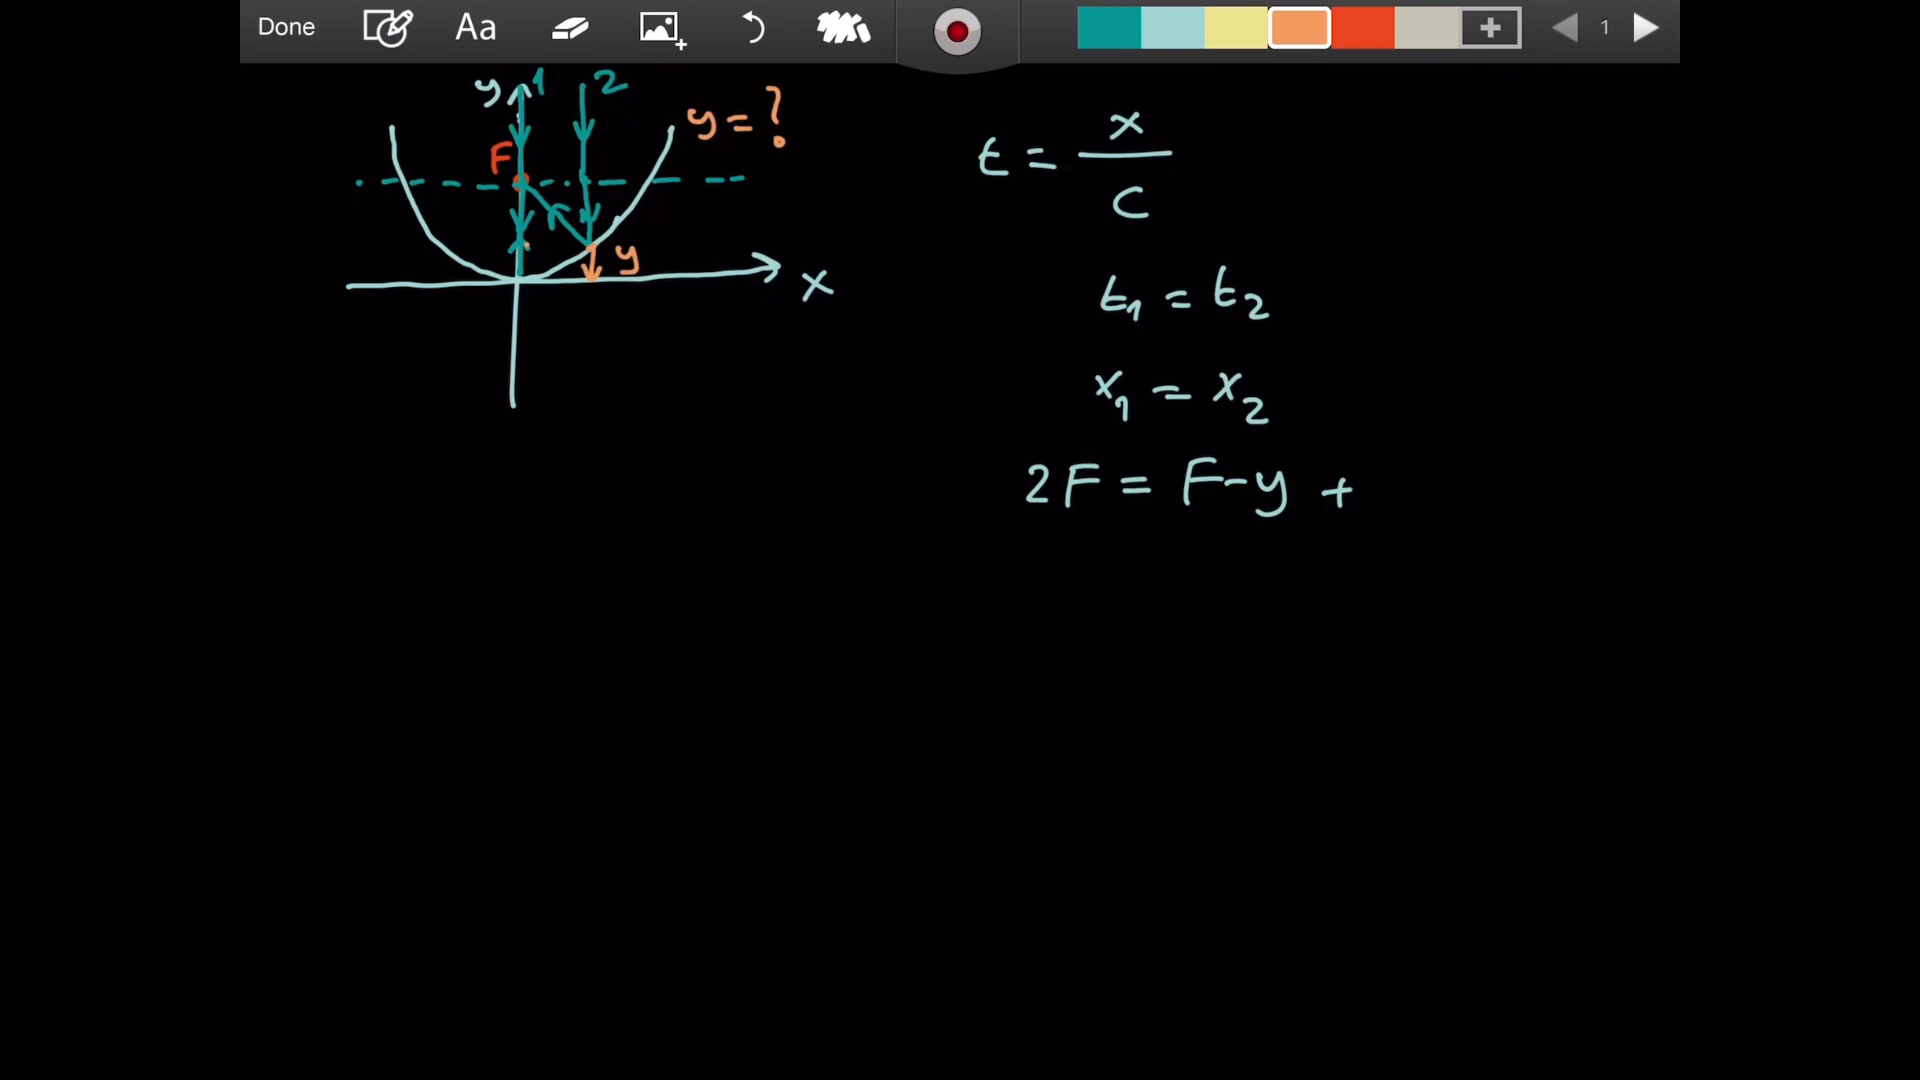 Done Aa 1
y 1 2
y = ?
F
y
x
t = x / c
t₁ = t₂
x₁ = x₂
2F = F - y +